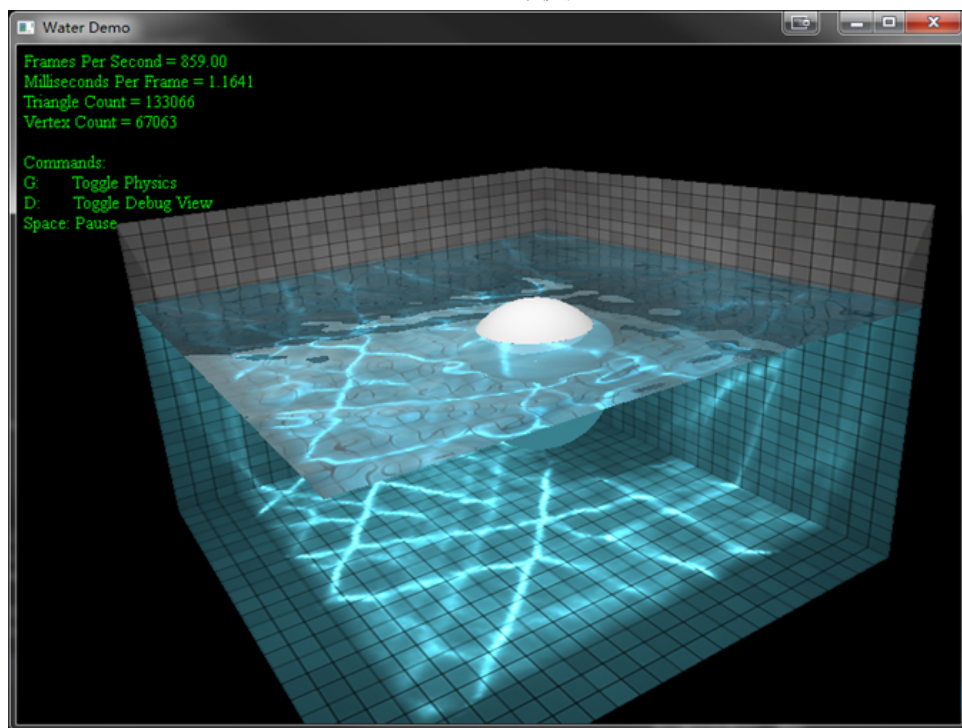 Water Demo
Frames Per Second = 859.00
Milliseconds Per Frame = 1.1641
Triangle Count = 133066
Vertex Count = 67063
Commands:
G: Toggle Physics
D: Toggle Debug View
Space: Pause